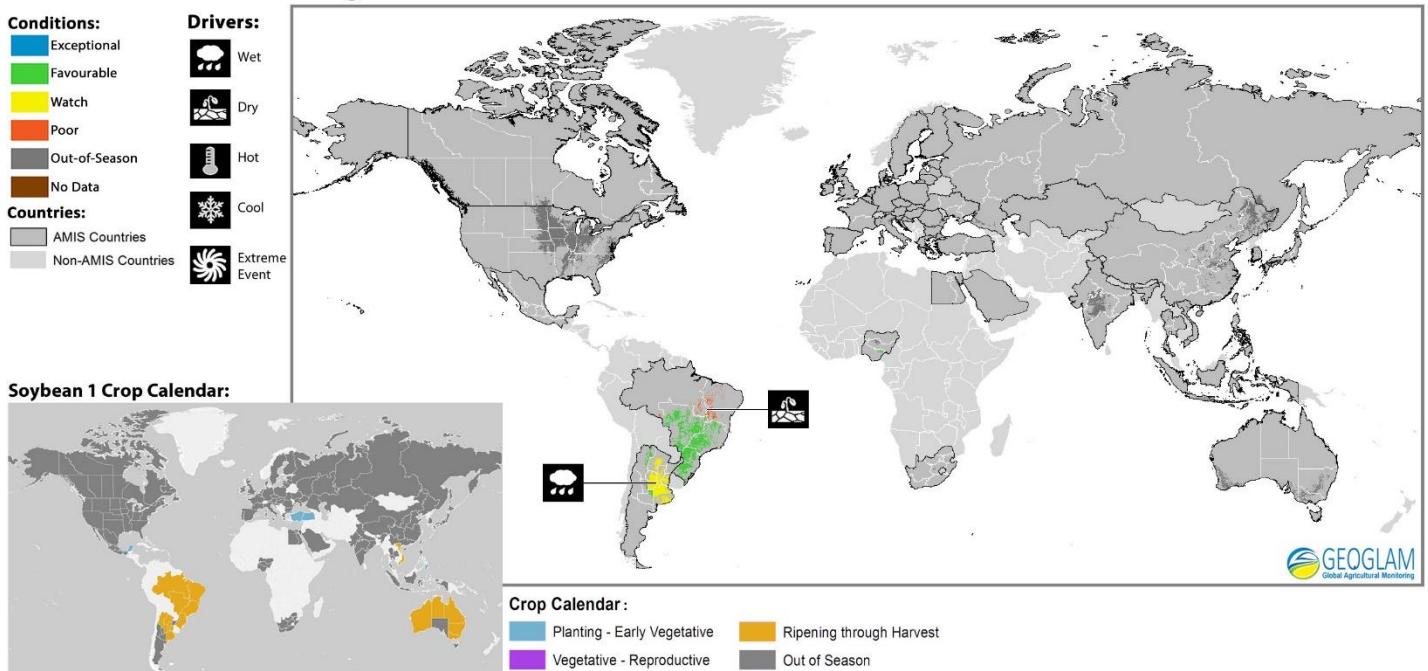 Conditions:
Exceptional
Favourable
Watch
Poor
Out-of-Season
No Data
Countries:
AMIS Countries
Non-AMIS Countries
Drivers:
Wet
Dry
Hot
Cool
Extreme
Event
GEOGLAM
Global Agricultural Monitoring
Soybean 1 Crop Calendar:
Crop Calendar :
Planting - Early Vegetative
Vegetative - Reproductive
Ripening through Harvest
Out of Season